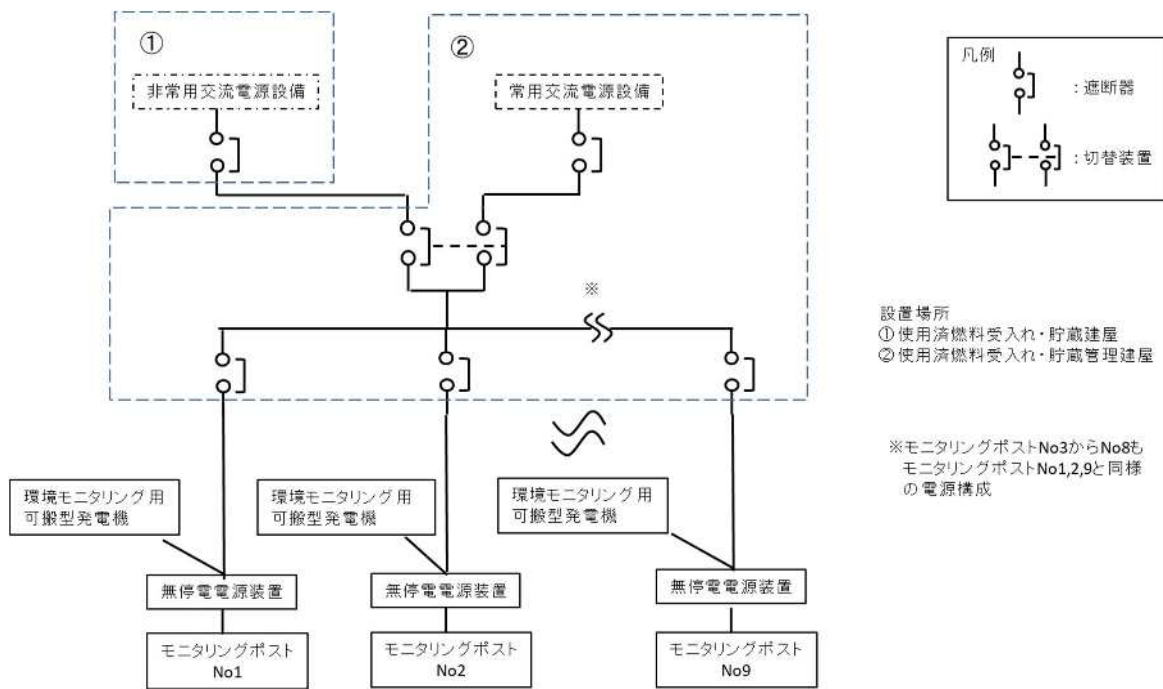 ①
②
非常用交流電源設備
常用交流電源設備
凡例
：遮断器
：切替装置
※
設置場所
①使用済燃料受入れ・貯蔵建屋
②使用済燃料受入れ・貯蔵管理建屋
※モニタリングポストNo3からNo8も
モニタリングポストNo1,2,9と同様
の電源構成
環境モニタリング用
可搬型発電機
環境モニタリング用
可搬型発電機
環境モニタリング用
可搬型発電機
無停電電源装置
無停電電源装置
無停電電源装置
モニタリングポスト
No1
モニタリングポスト
No2
モニタリングポスト
No9